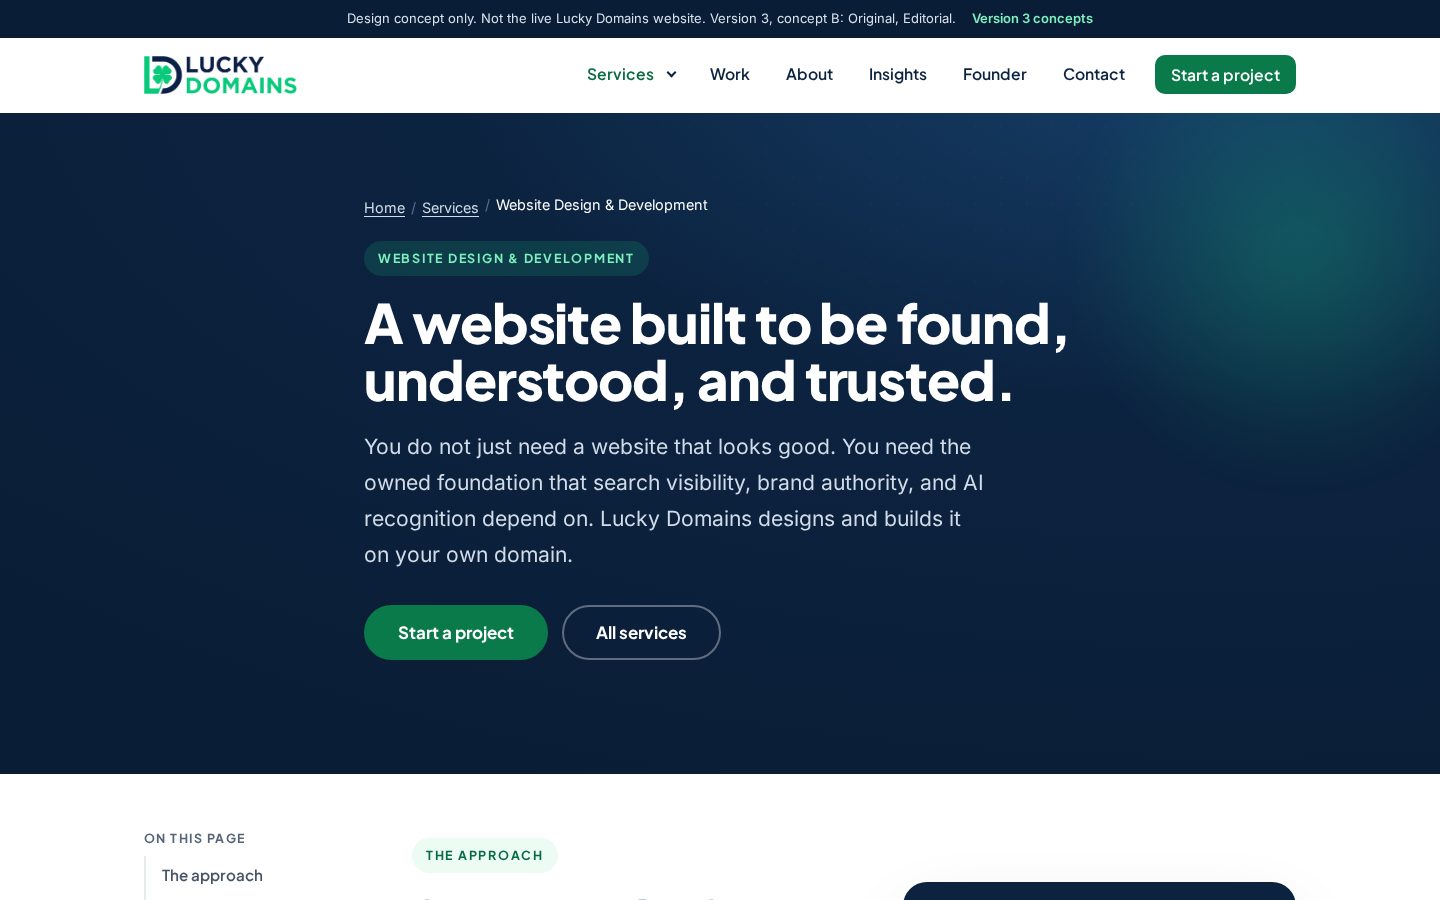 Design concept only. Not the live Lucky Domains website. Version 3, concept B: Original, Editorial. Version 3 concepts
LUCKY
DOMAINS
Services Work About Insights Founder Contact Start a project
Home / Services / Website Design & Development
WEBSITE DESIGN & DEVELOPMENT
A website built to be found,
understood, and trusted.
You do not just need a website that looks good. You need the
owned foundation that search visibility, brand authority, and AI
recognition depend on. Lucky Domains designs and builds it
on your own domain.
Start a project All services
ON THIS PAGE
THE APPROACH
The approach